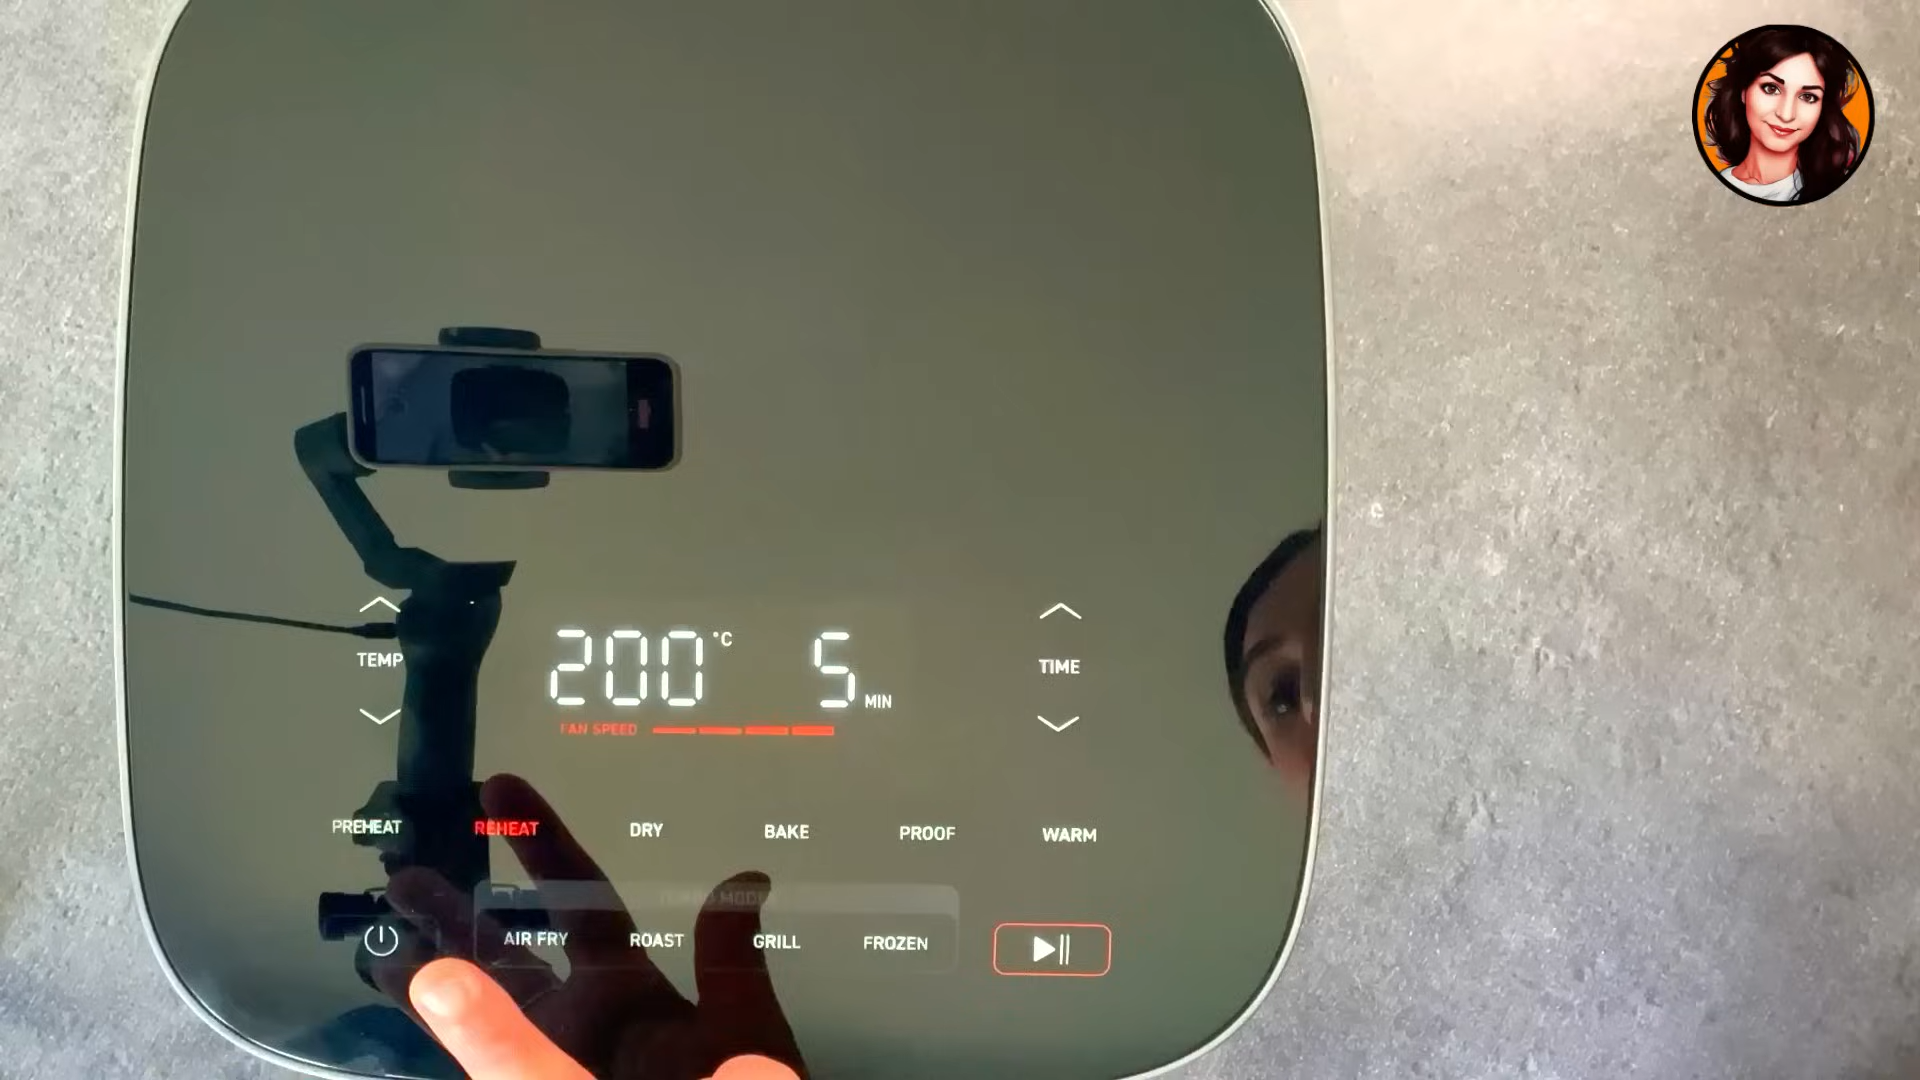 TEMP
200 °C 5 MIN
TIME
FAN SPEED
PREHEAT REHEAT DRY BAKE PROOF WARM
AIR FRY ROAST GRILL FROZEN